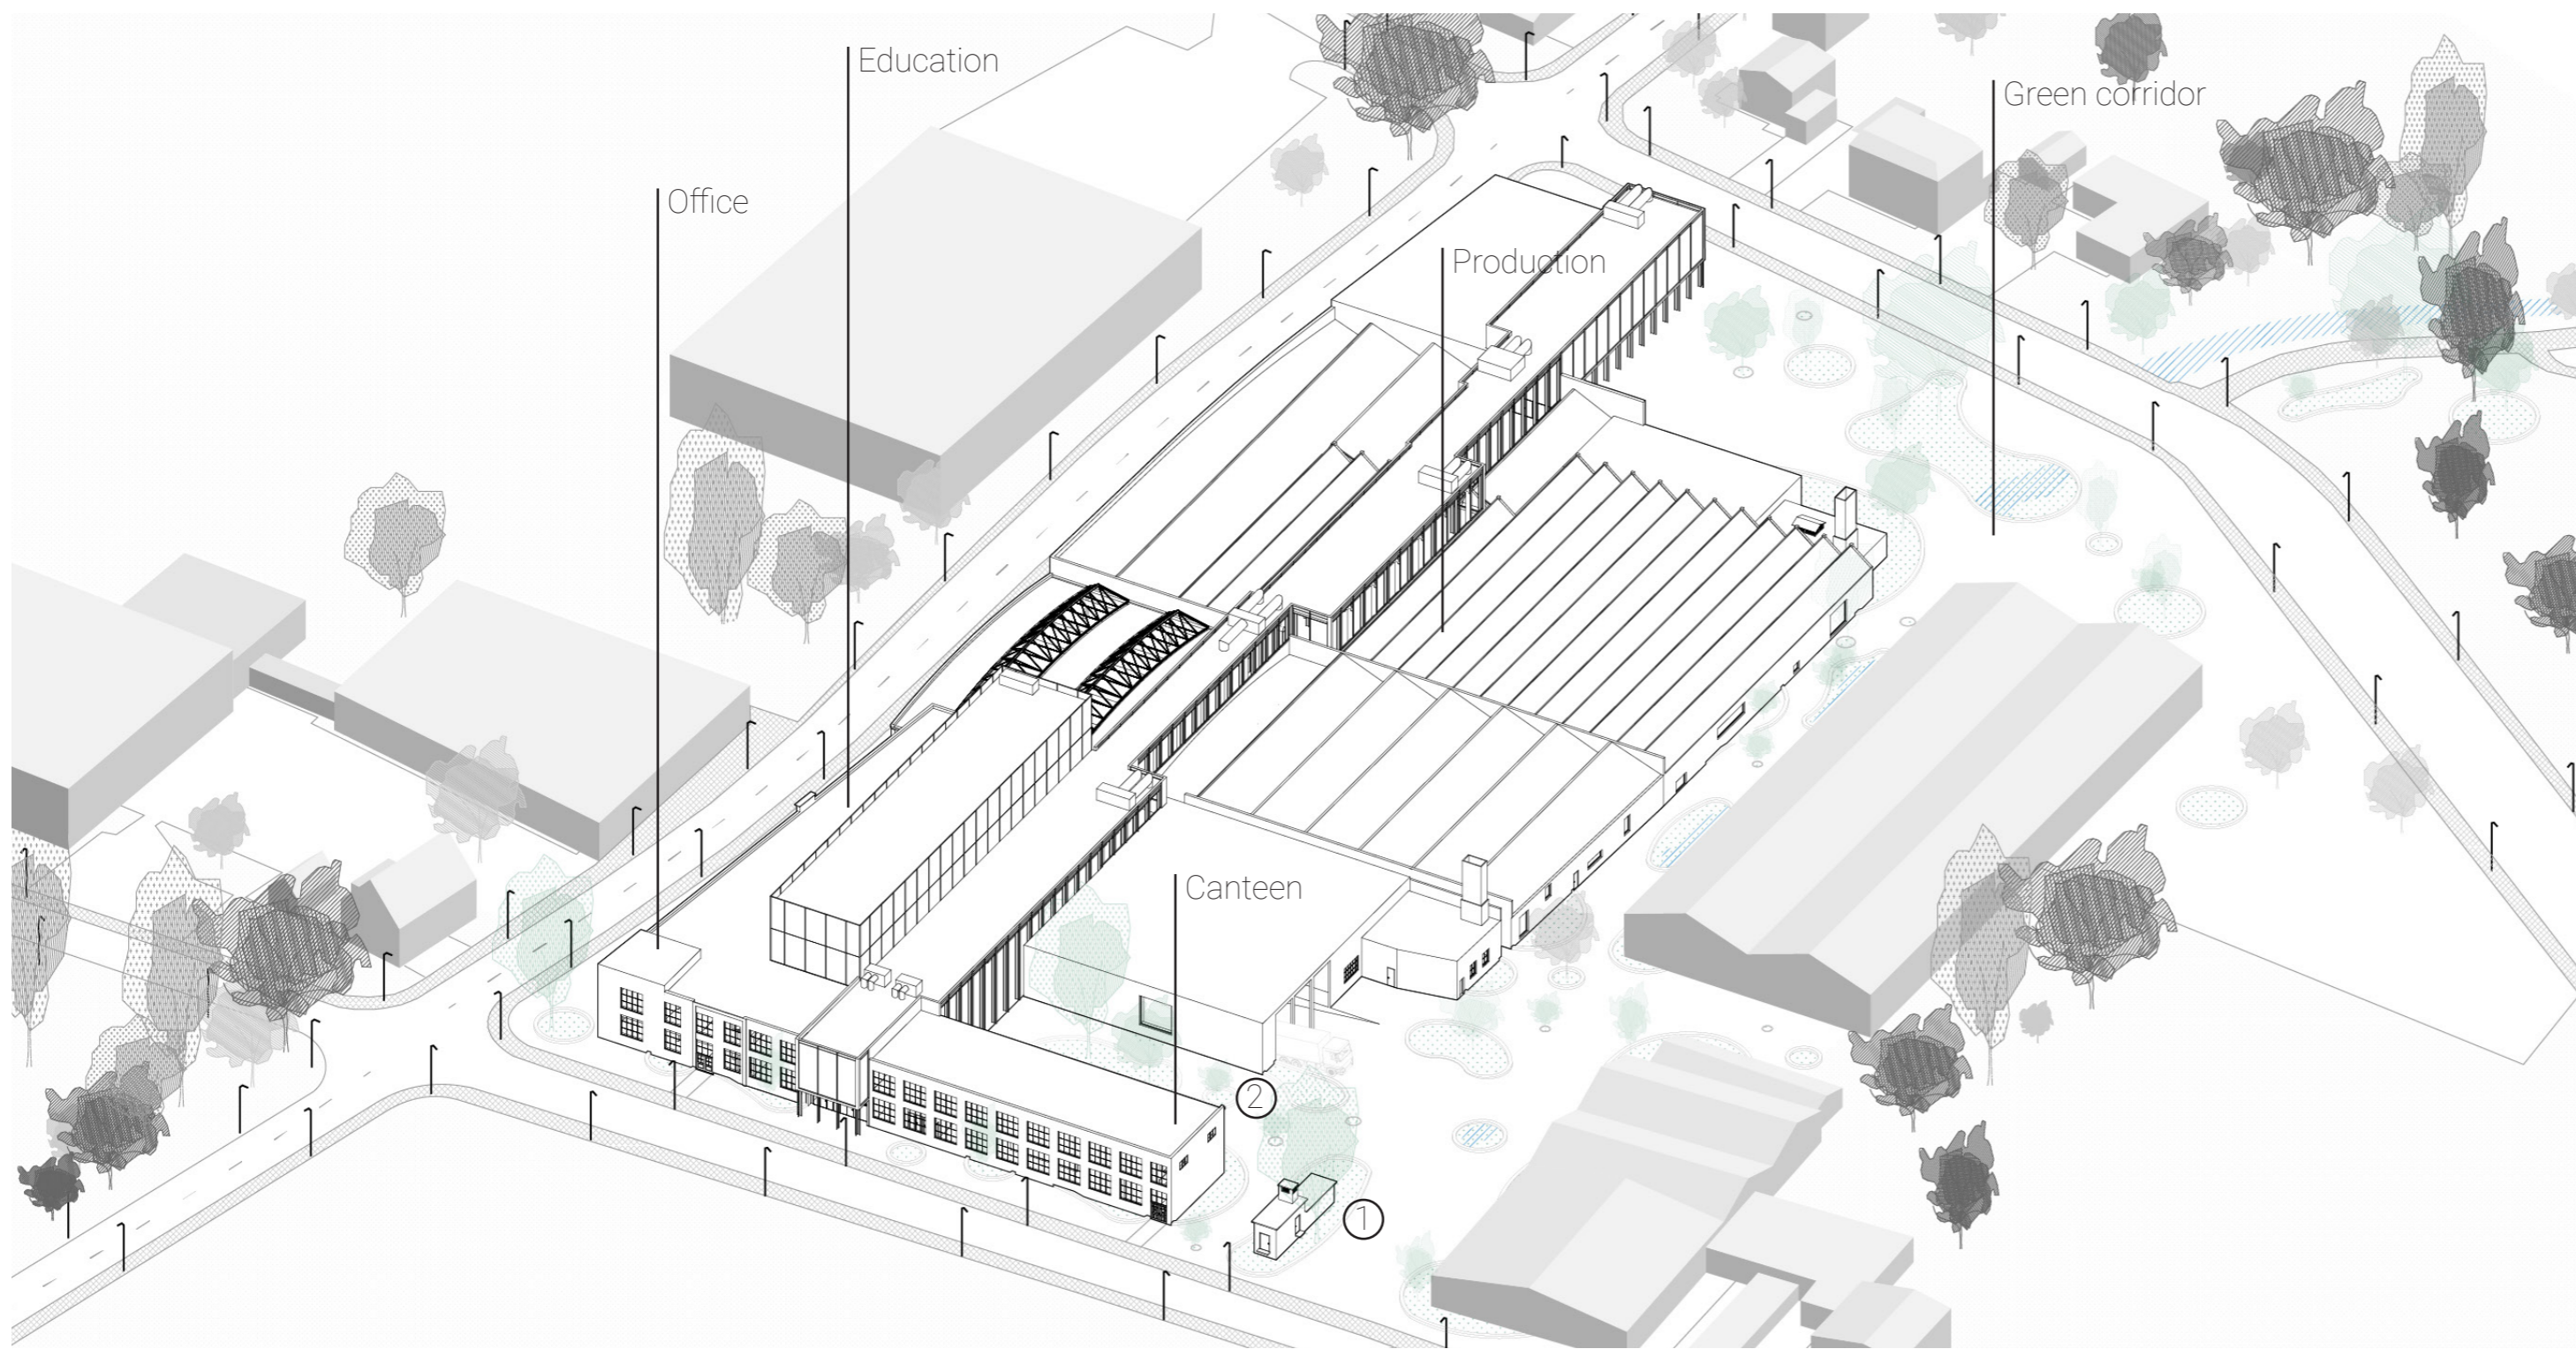 Education
Green corridor
Office
Production
Canteen
2
1